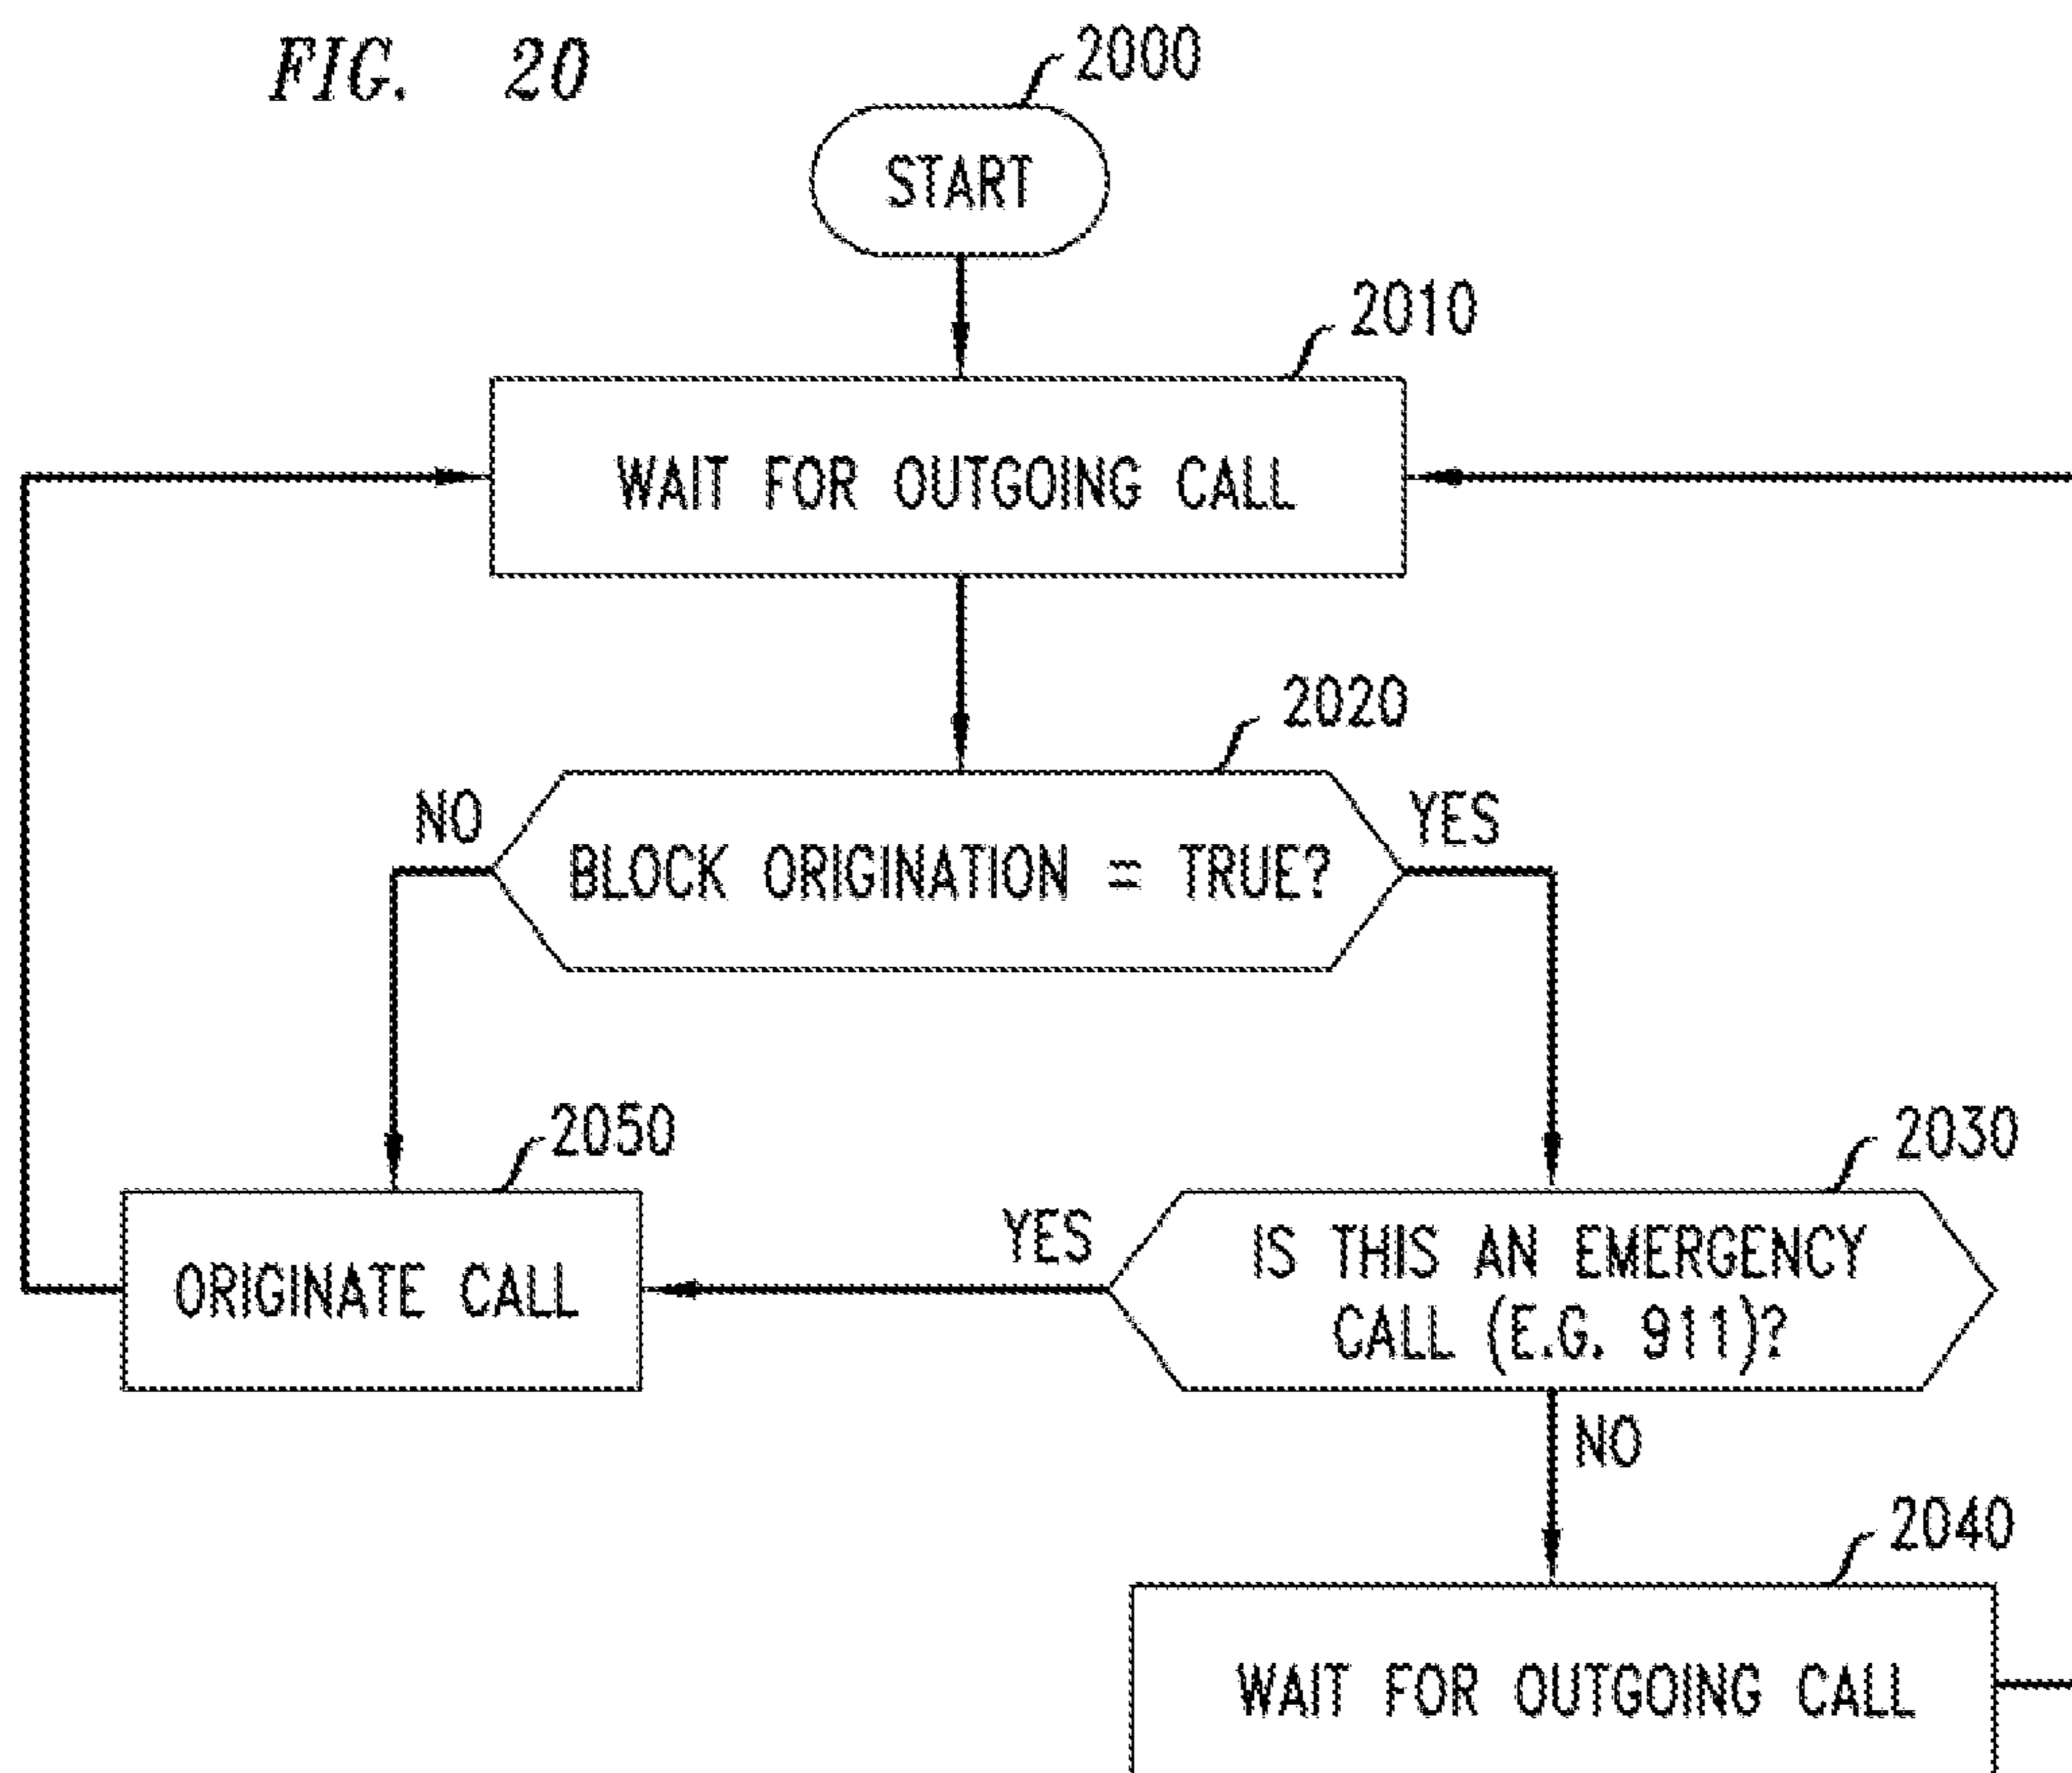 FIG. 20
2000
START
2010
WAIT FOR OUTGOING CALL
2020
NO
YES
BLOCK ORIGINATION = TRUE?
2050
2030
ORIGINATE CALL
YES
IS THIS AN EMERGENCY
CALL (E.G. 911)?
NO
2040
WAIT FOR OUTGOING CALL